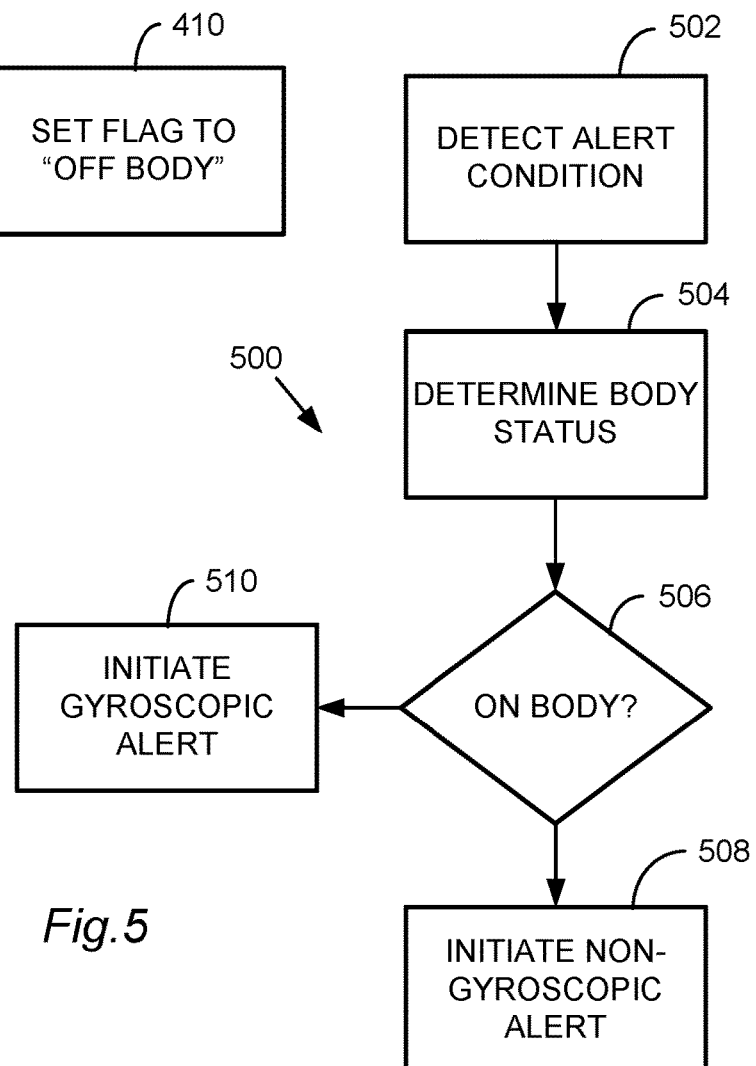 410
SET FLAG TO
“OFF BODY”
502
DETECT ALERT
CONDITION
504
DETERMINE BODY
STATUS
500
506
ON BODY?
510
INITIATE
GYROSCOPIC
ALERT
508
INITIATE NON-
GYROSCOPIC
ALERT
Fig.5